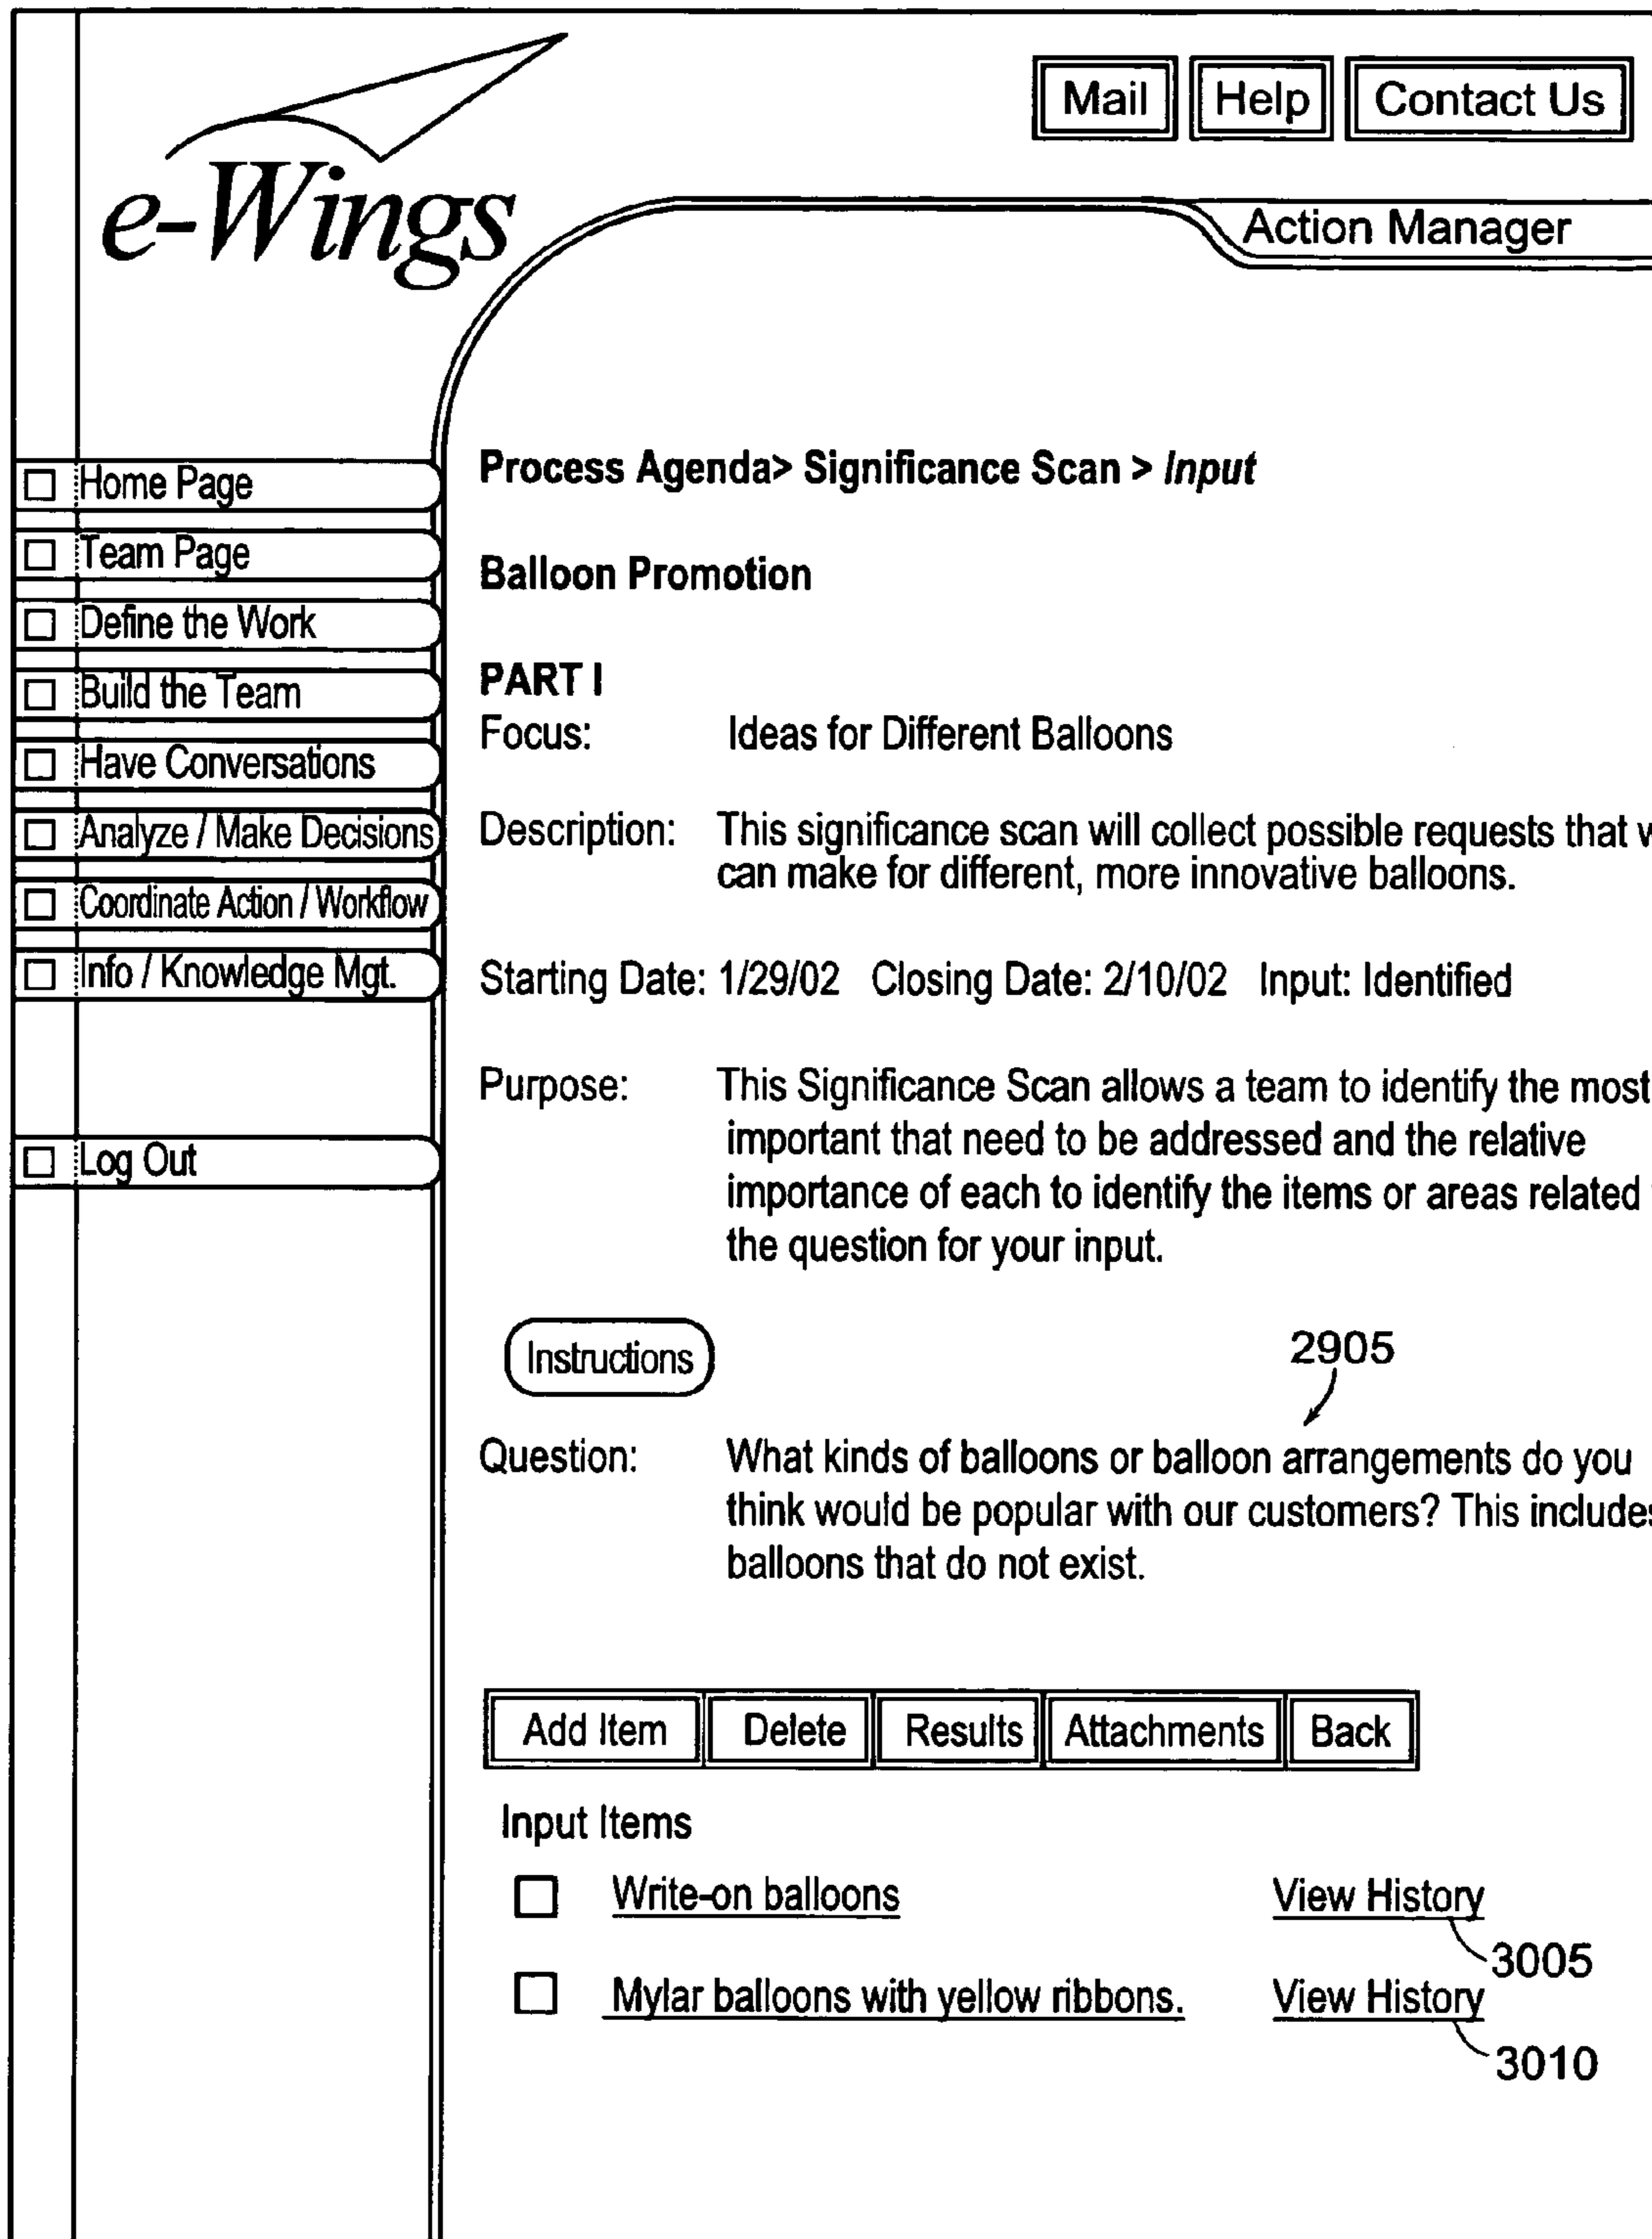 Mail Help Contact Us
e-Wings
Action Manager
Home Page
Team Page
Define the Work
Build the Team
Have Conversations
Analyze / Make Decisions
Coordinate Action / Workflow
Info / Knowledge Mgt.
Log Out
Process Agenda> Significance Scan > Input
Balloon Promotion
PART I
Focus: Ideas for Different Balloons
Description: This significance scan will collect possible requests that
can make for different, more innovative balloons.
Starting Date: 1/29/02 Closing Date: 2/10/02 Input: Identified
Purpose: This Significance Scan allows a team to identify the most
important that need to be addressed and the relative
importance of each to identify the items or areas related
the question for your input.
Instructions
2905
Question: What kinds of balloons or balloon arrangements do you
think would be popular with our customers? This includes
balloons that do not exist.
Add Item Delete Results Attachments Back
Input Items
Write-on balloons View History
3005
Mylar balloons with yellow ribbons. View History
3010